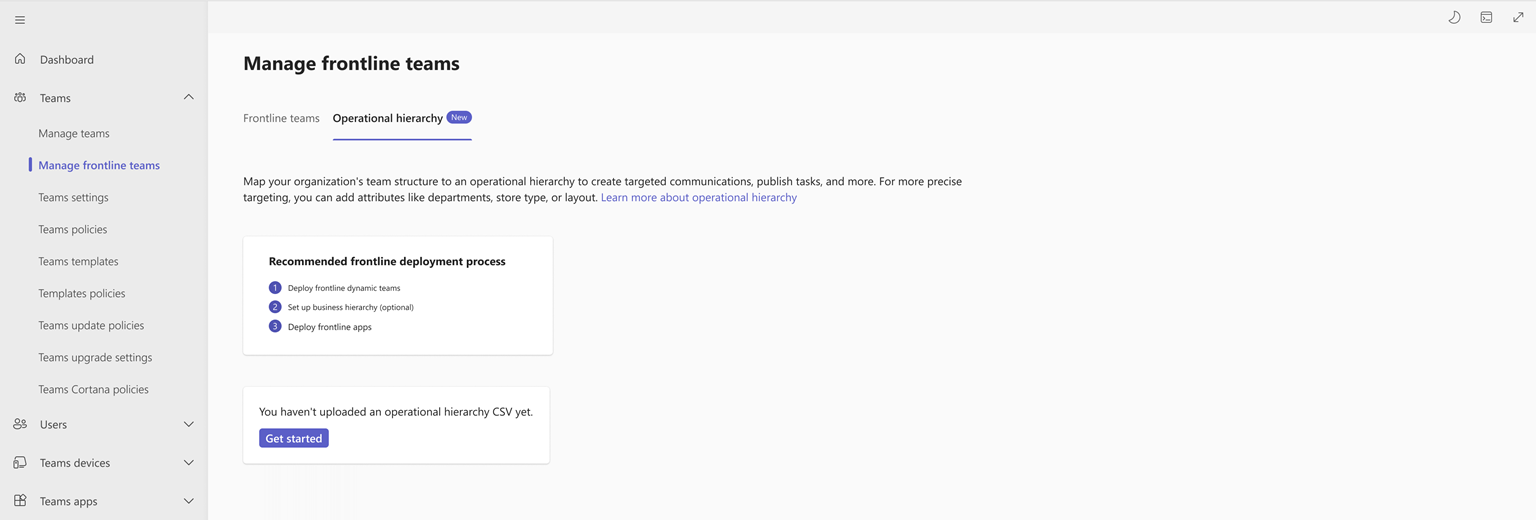 Dashboard
Teams
Manage teams
Manage frontline teams
Teams settings
Teams policies
Teams templates
Templates policies
Teams update policies
Teams upgrade settings
Teams Cortana policies
Users
Teams devices
Teams apps
Manage frontline teams
Frontline teams
Operational hierarchy New
Map your organization's team structure to an operational hierarchy to create targeted communications, publish tasks, and more. For more precise
targeting, you can add attributes like departments, store type, or layout. Learn more about operational hierarchy
Recommended frontline deployment process
1 Deploy frontline dynamic teams
2 Set up business hierarchy (optional)
3 Deploy frontline apps
You haven't uploaded an operational hierarchy CSV yet.
Get started